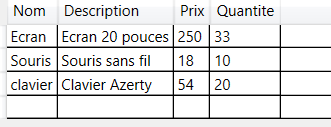 Nom Description Prix Quantite
Ecran Ecran 20 pouces 250 33
Souris Souris sans fil 18 10
clavier Clavier Azerty 54 20